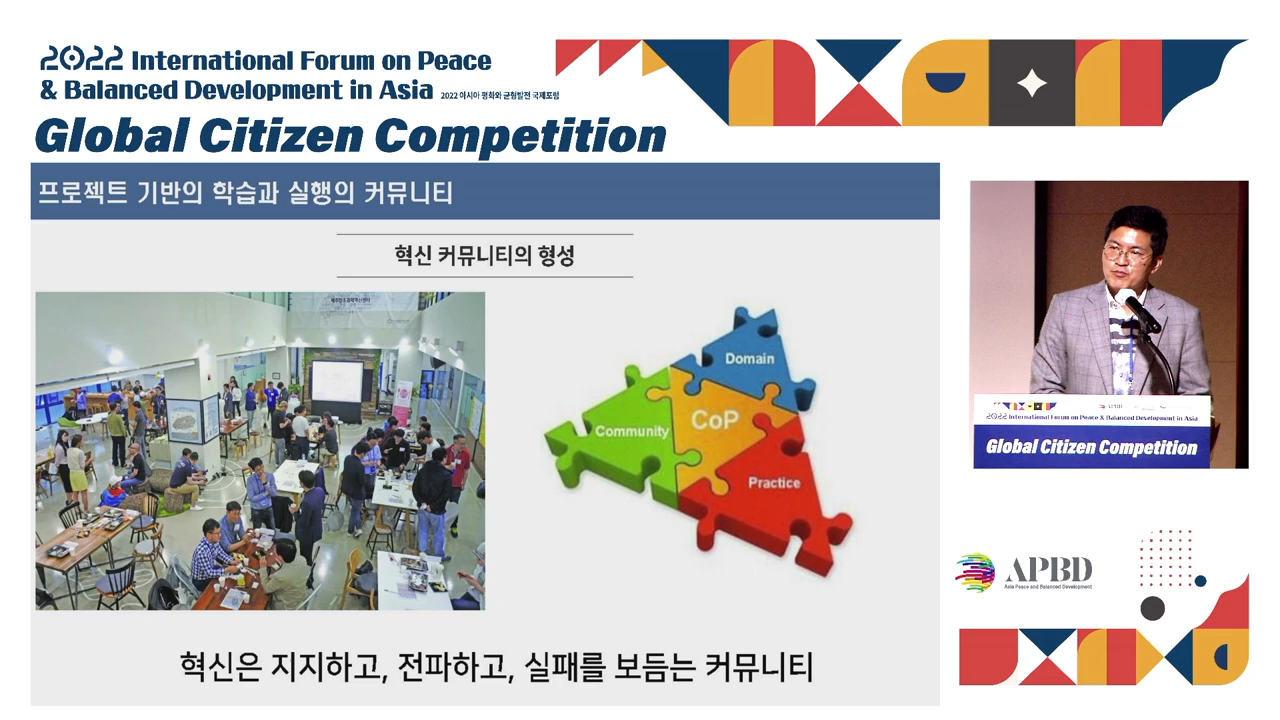 2022 International Forum on Peace
& Balanced Development in Asia 2022 아시아 평화와 균형발전 국제포럼
Global Citizen Competition
프로젝트 기반의 학습과 실행의 커뮤니티
혁신 커뮤니티의 형성
Domain
CoP
Community
Practice
혁신은 지지하고, 전파하고, 실패를 보듬는 커뮤니티
2022 International Forum on Peace & Balanced Development in Asia
Global Citizen Competition
APBD
Asia Peace and Balanced Development